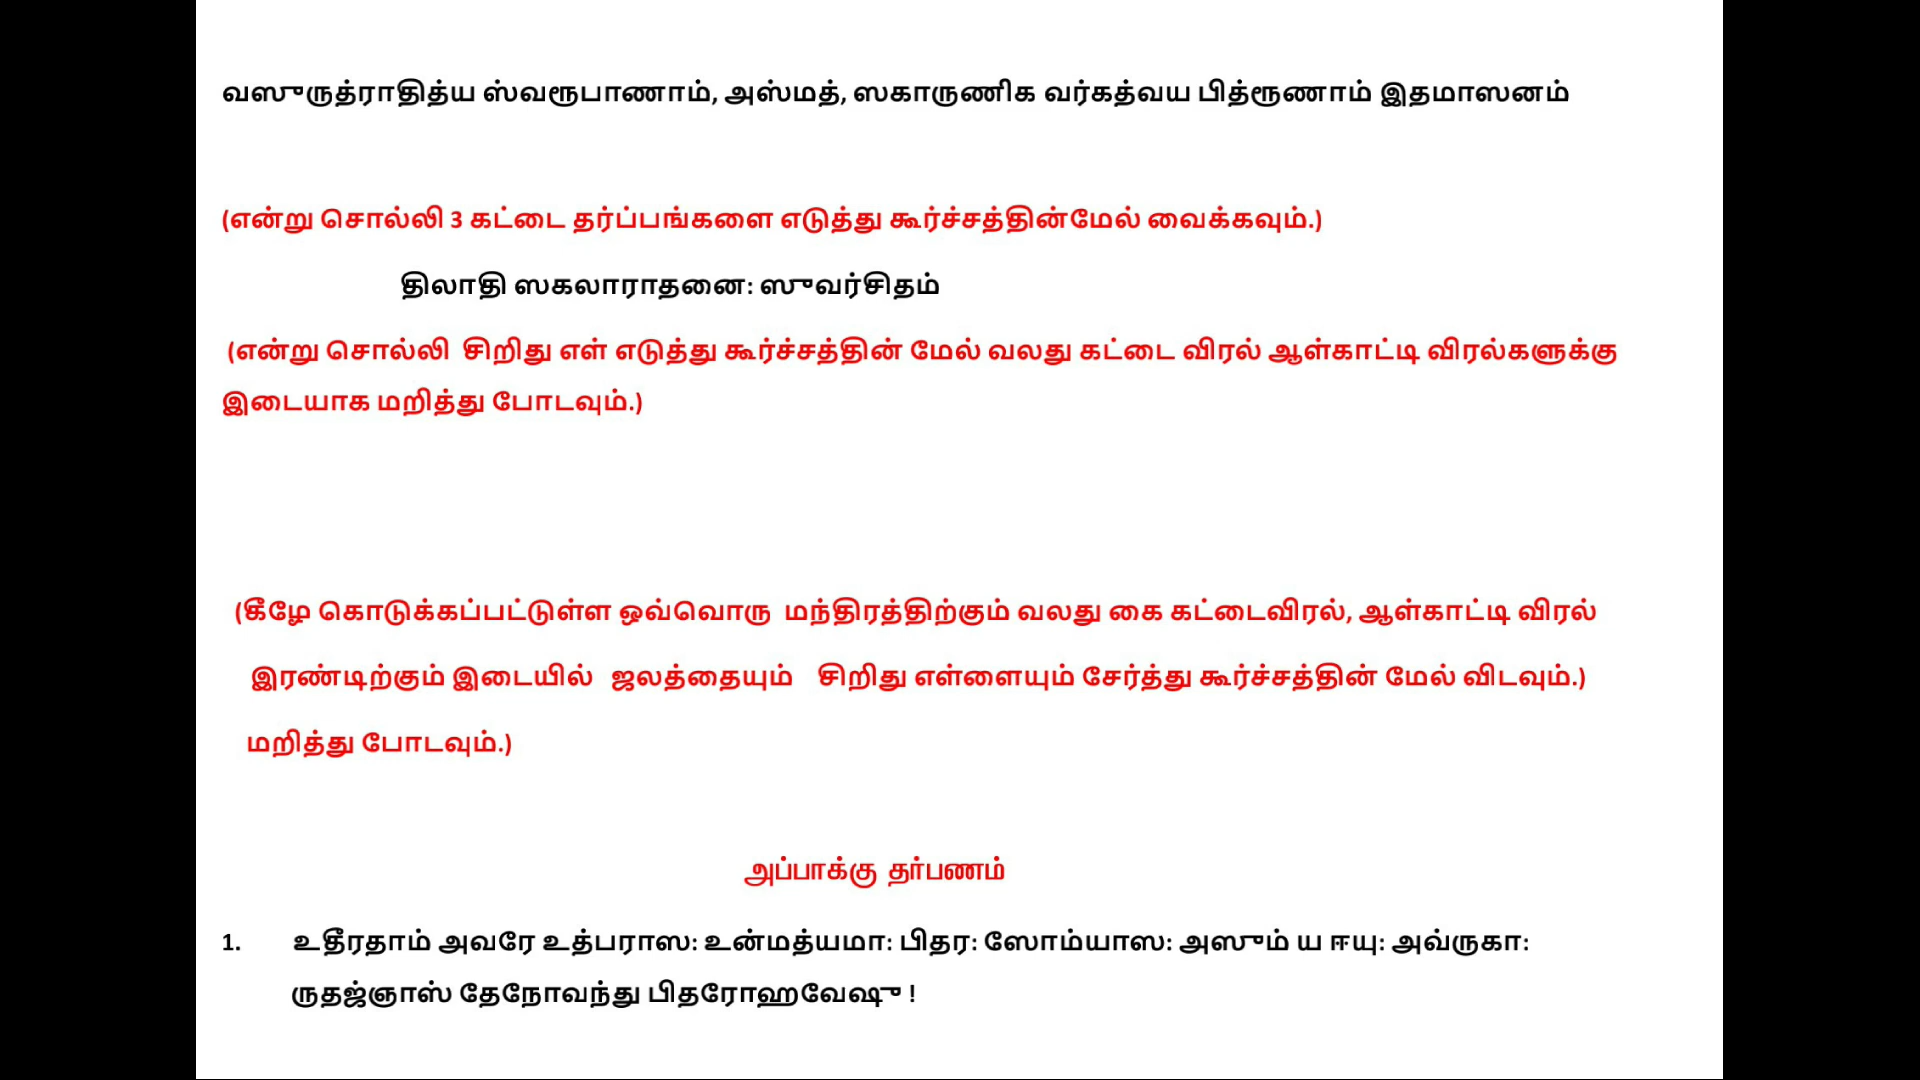 வஸுருத்ராதித்ய ஸ்வரூபாணாம், அஸ்மத், ஸகாருணிக வர்கத்வய பித்ரூணாம் இதமாஸனம்
(என்று சொல்லி 3 கட்டை தர்ப்பங்களை எடுத்து கூர்ச்சத்தின்மேல் வைக்கவும்.)
திலாதி ஸகலாராதனை: ஸுவர்சிதம்
(என்று சொல்லி சிறிது எள் எடுத்து கூர்ச்சத்தின் மேல் வலது கட்டை விரல் ஆள்காட்டி விரல்களுக்கு
இடையாக மறித்து போடவும்.)
(கீழே கொடுக்கப்பட்டுள்ள ஒவ்வொரு மந்திரத்திற்கும் வலது கை கட்டைவிரல், ஆள்காட்டி விரல்
இரண்டிற்கும் இடையில் ஜலத்தையும் சிறிது எள்ளையும் சேர்த்து கூர்ச்சத்தின் மேல் விடவும்.)
மறித்து போடவும்.)
அப்பாக்கு தர்பணம்
1. உதீரதாம் அவரே உத்பராஸ: உன்மத்யமா: பிதர: ஸோம்யாஸ: அஸும் ய ஈயு: அவ்ருகா:
ருதஜ்ஞாஸ் தேநோவந்து பிதரோஹவேஷு !